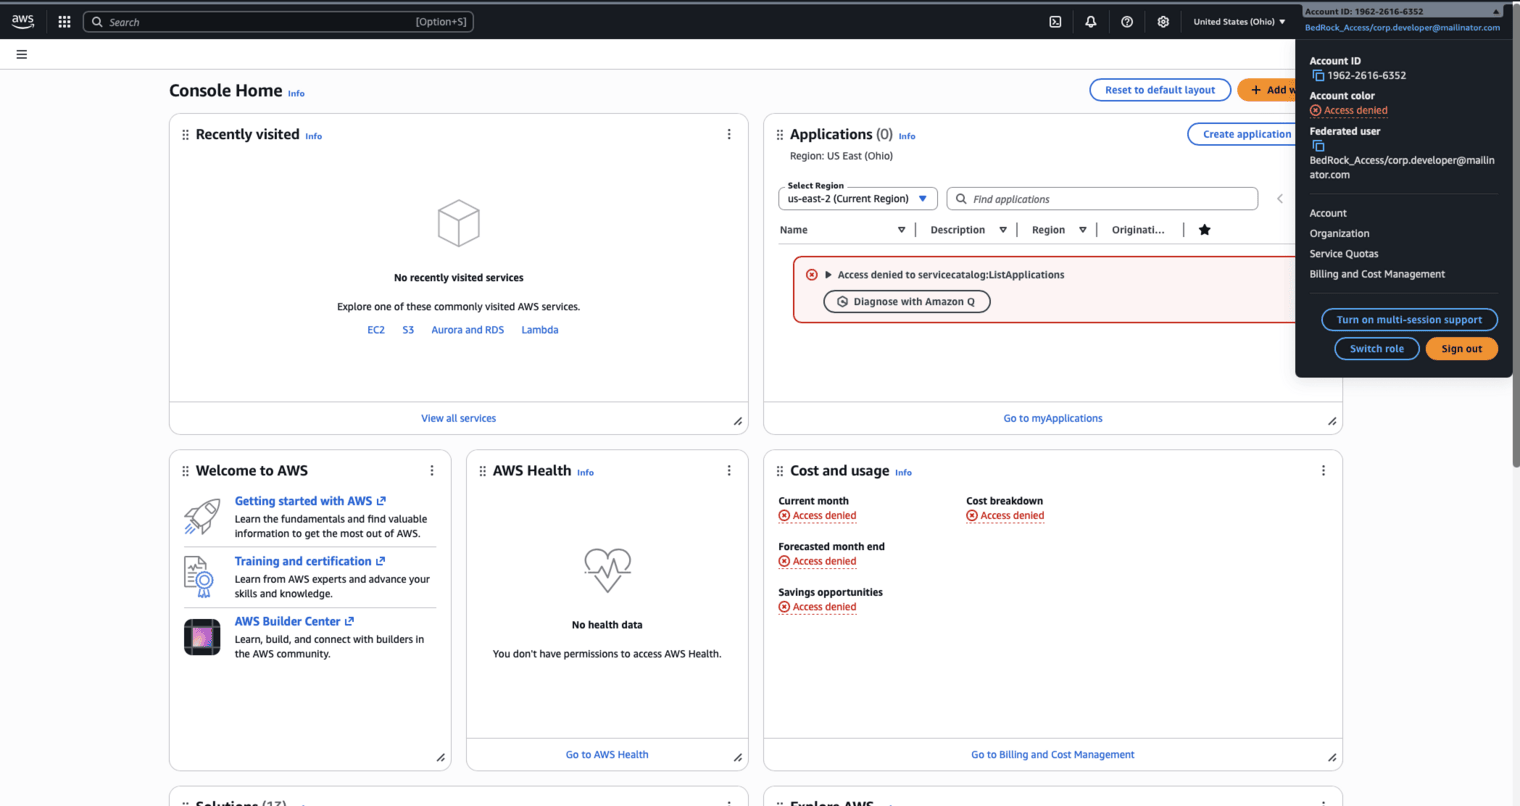 aws
Search
[Option+S]
United States (Ohio)
Account ID: 1962-2616-6352
BedRock_Access/corp.developer@mailinator.com
Console Home Info
Reset to default layout
Add w
Recently visited Info
No recently visited services
Explore one of these commonly visited AWS services.
EC2 S3 Aurora and RDS Lambda
View all services
Applications (0) Info
Region: US East (Ohio)
Create application
Select Region
us-east-2 (Current Region)
Find applications
Name Description Region Originati...
Access denied to servicecatalog:ListApplications
Diagnose with Amazon Q
Go to myApplications
Account ID
1962-2616-6352
Account color
Access denied
Federated user
BedRock_Access/corp.developer@mailin
ator.com
Account
Organization
Service Quotas
Billing and Cost Management
Turn on multi-session support
Switch role
Sign out
Welcome to AWS
Getting started with AWS
Learn the fundamentals and find valuable
information to get the most out of AWS.
Training and certification
Learn from AWS experts and advance your
skills and knowledge.
AWS Builder Center
Learn, build, and connect with builders in
the AWS community.
AWS Health Info
No health data
You don't have permissions to access AWS Health.
Go to AWS Health
Cost and usage Info
Current month
Access denied
Cost breakdown
Access denied
Forecasted month end
Access denied
Savings opportunities
Access denied
Go to Billing and Cost Management
Solutions (13)
Explore AWS